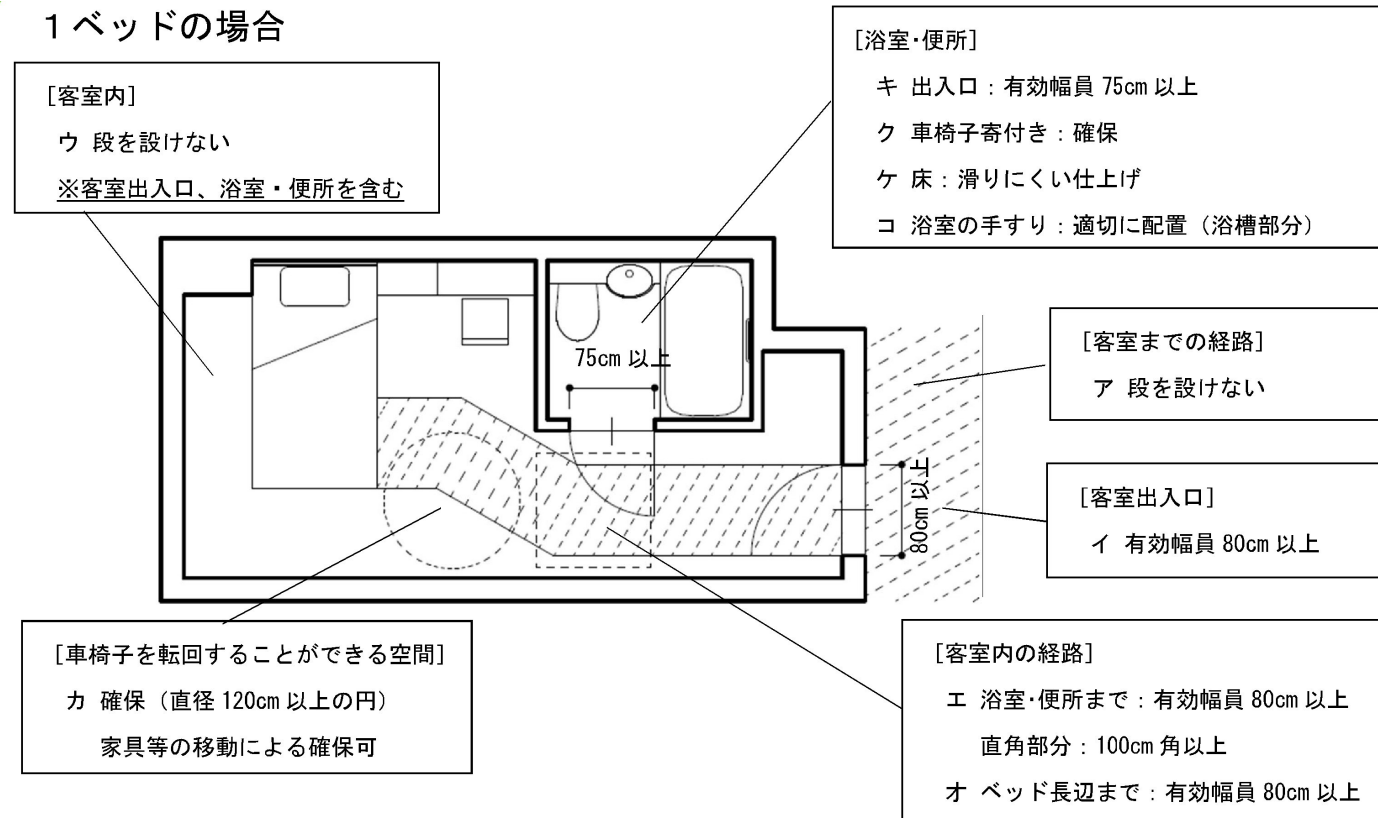 １ベッドの場合
[客室内]
ウ 段を設けない
※客室出入口、浴室・便所を含む
[浴室・便所]
キ 出入口：有効幅員 75cm 以上
ク 車椅子寄付き：確保
ケ 床：滑りにくい仕上げ
コ 浴室の手すり：適切に配置（浴槽部分）
75cm 以上
[客室までの経路]
ア 段を設けない
80cm 以上
[客室出入口]
イ 有効幅員 80cm 以上
[車椅子を転回することができる空間]
カ 確保（直径 120cm 以上の円）
家具等の移動による確保可
[客室内の経路]
エ 浴室・便所まで：有効幅員 80cm 以上
直角部分：100cm 角以上
オ ベッド長辺まで：有効幅員 80cm 以上